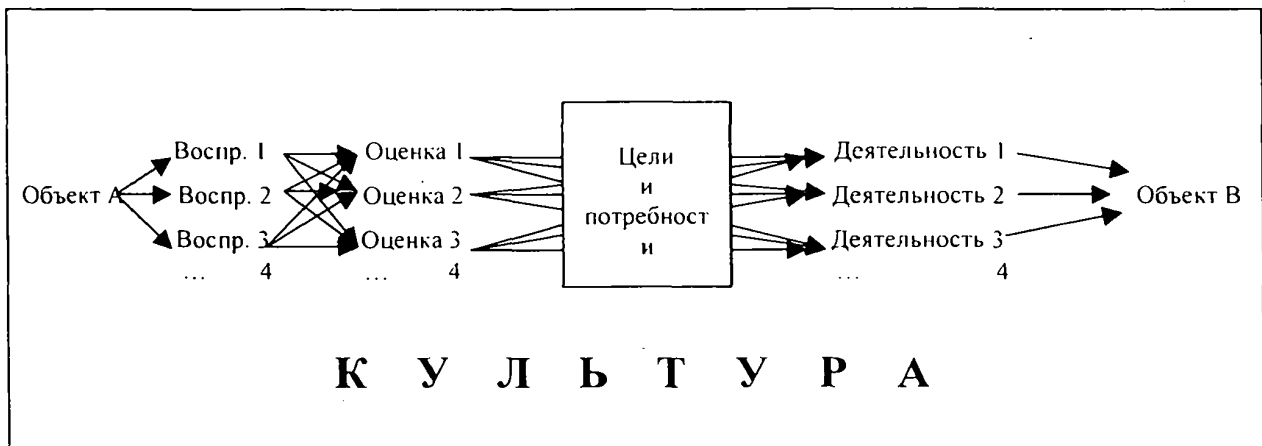 Воспр. 1 Оценка 1 Цели Деятельность 1
Объект А Воспр. 2 Оценка 2 и Деятельность 2 Объект В
потребност
Воспр. 3 Оценка 3 и Деятельность 3
... 4 ... 4 ... 4
К У Л Ь Т У Р А